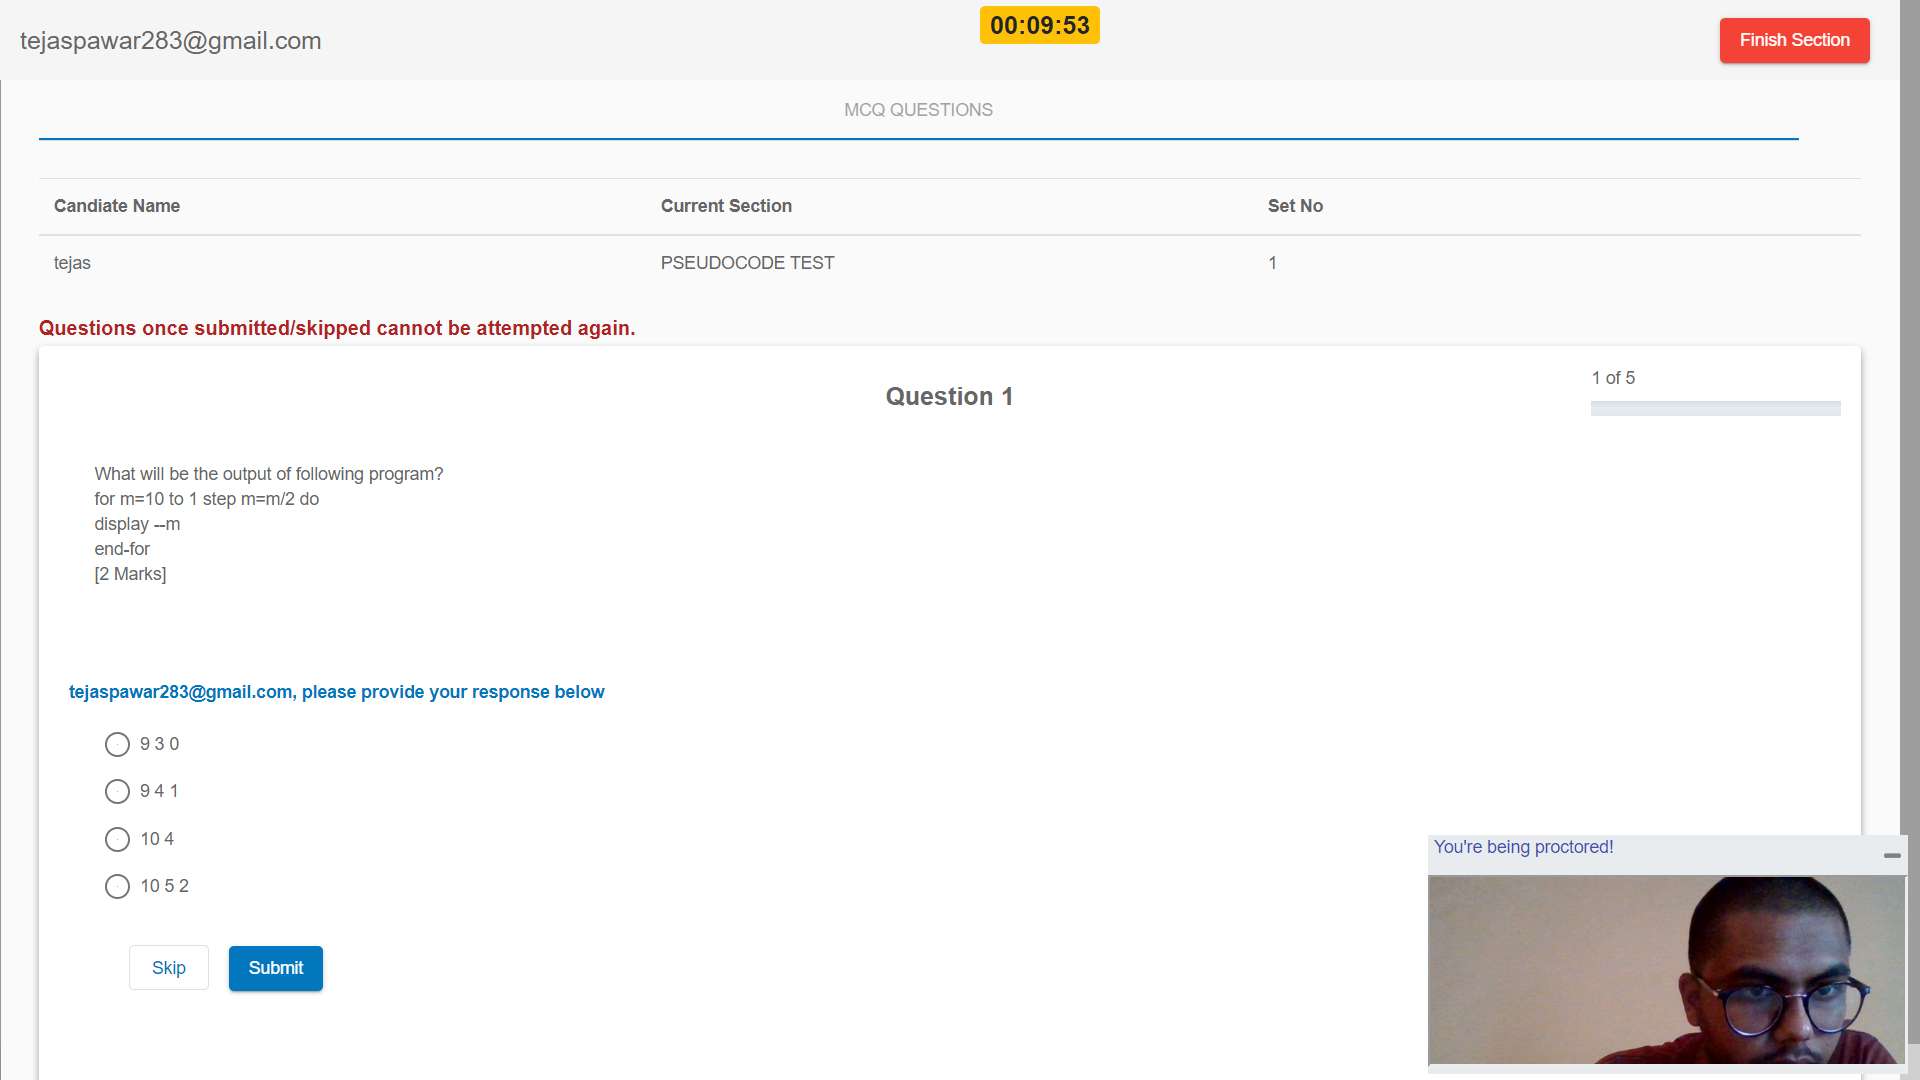 tejaspawar283@gmail.com
00:09:53
Finish Section
MCQ QUESTIONS
Candiate Name Current Section Set No
tejas PSEUDOCODE TEST 1
Questions once submitted/skipped cannot be attempted again.
Question 1
1 of 5
What will be the output of following program?
for m=10 to 1 step m=m/2 do
display --m
end-for
[2 Marks]
tejaspawar283@gmail.com, please provide your response below
9 3 0
9 4 1
10 4
10 5 2
Skip Submit
You're being proctored!